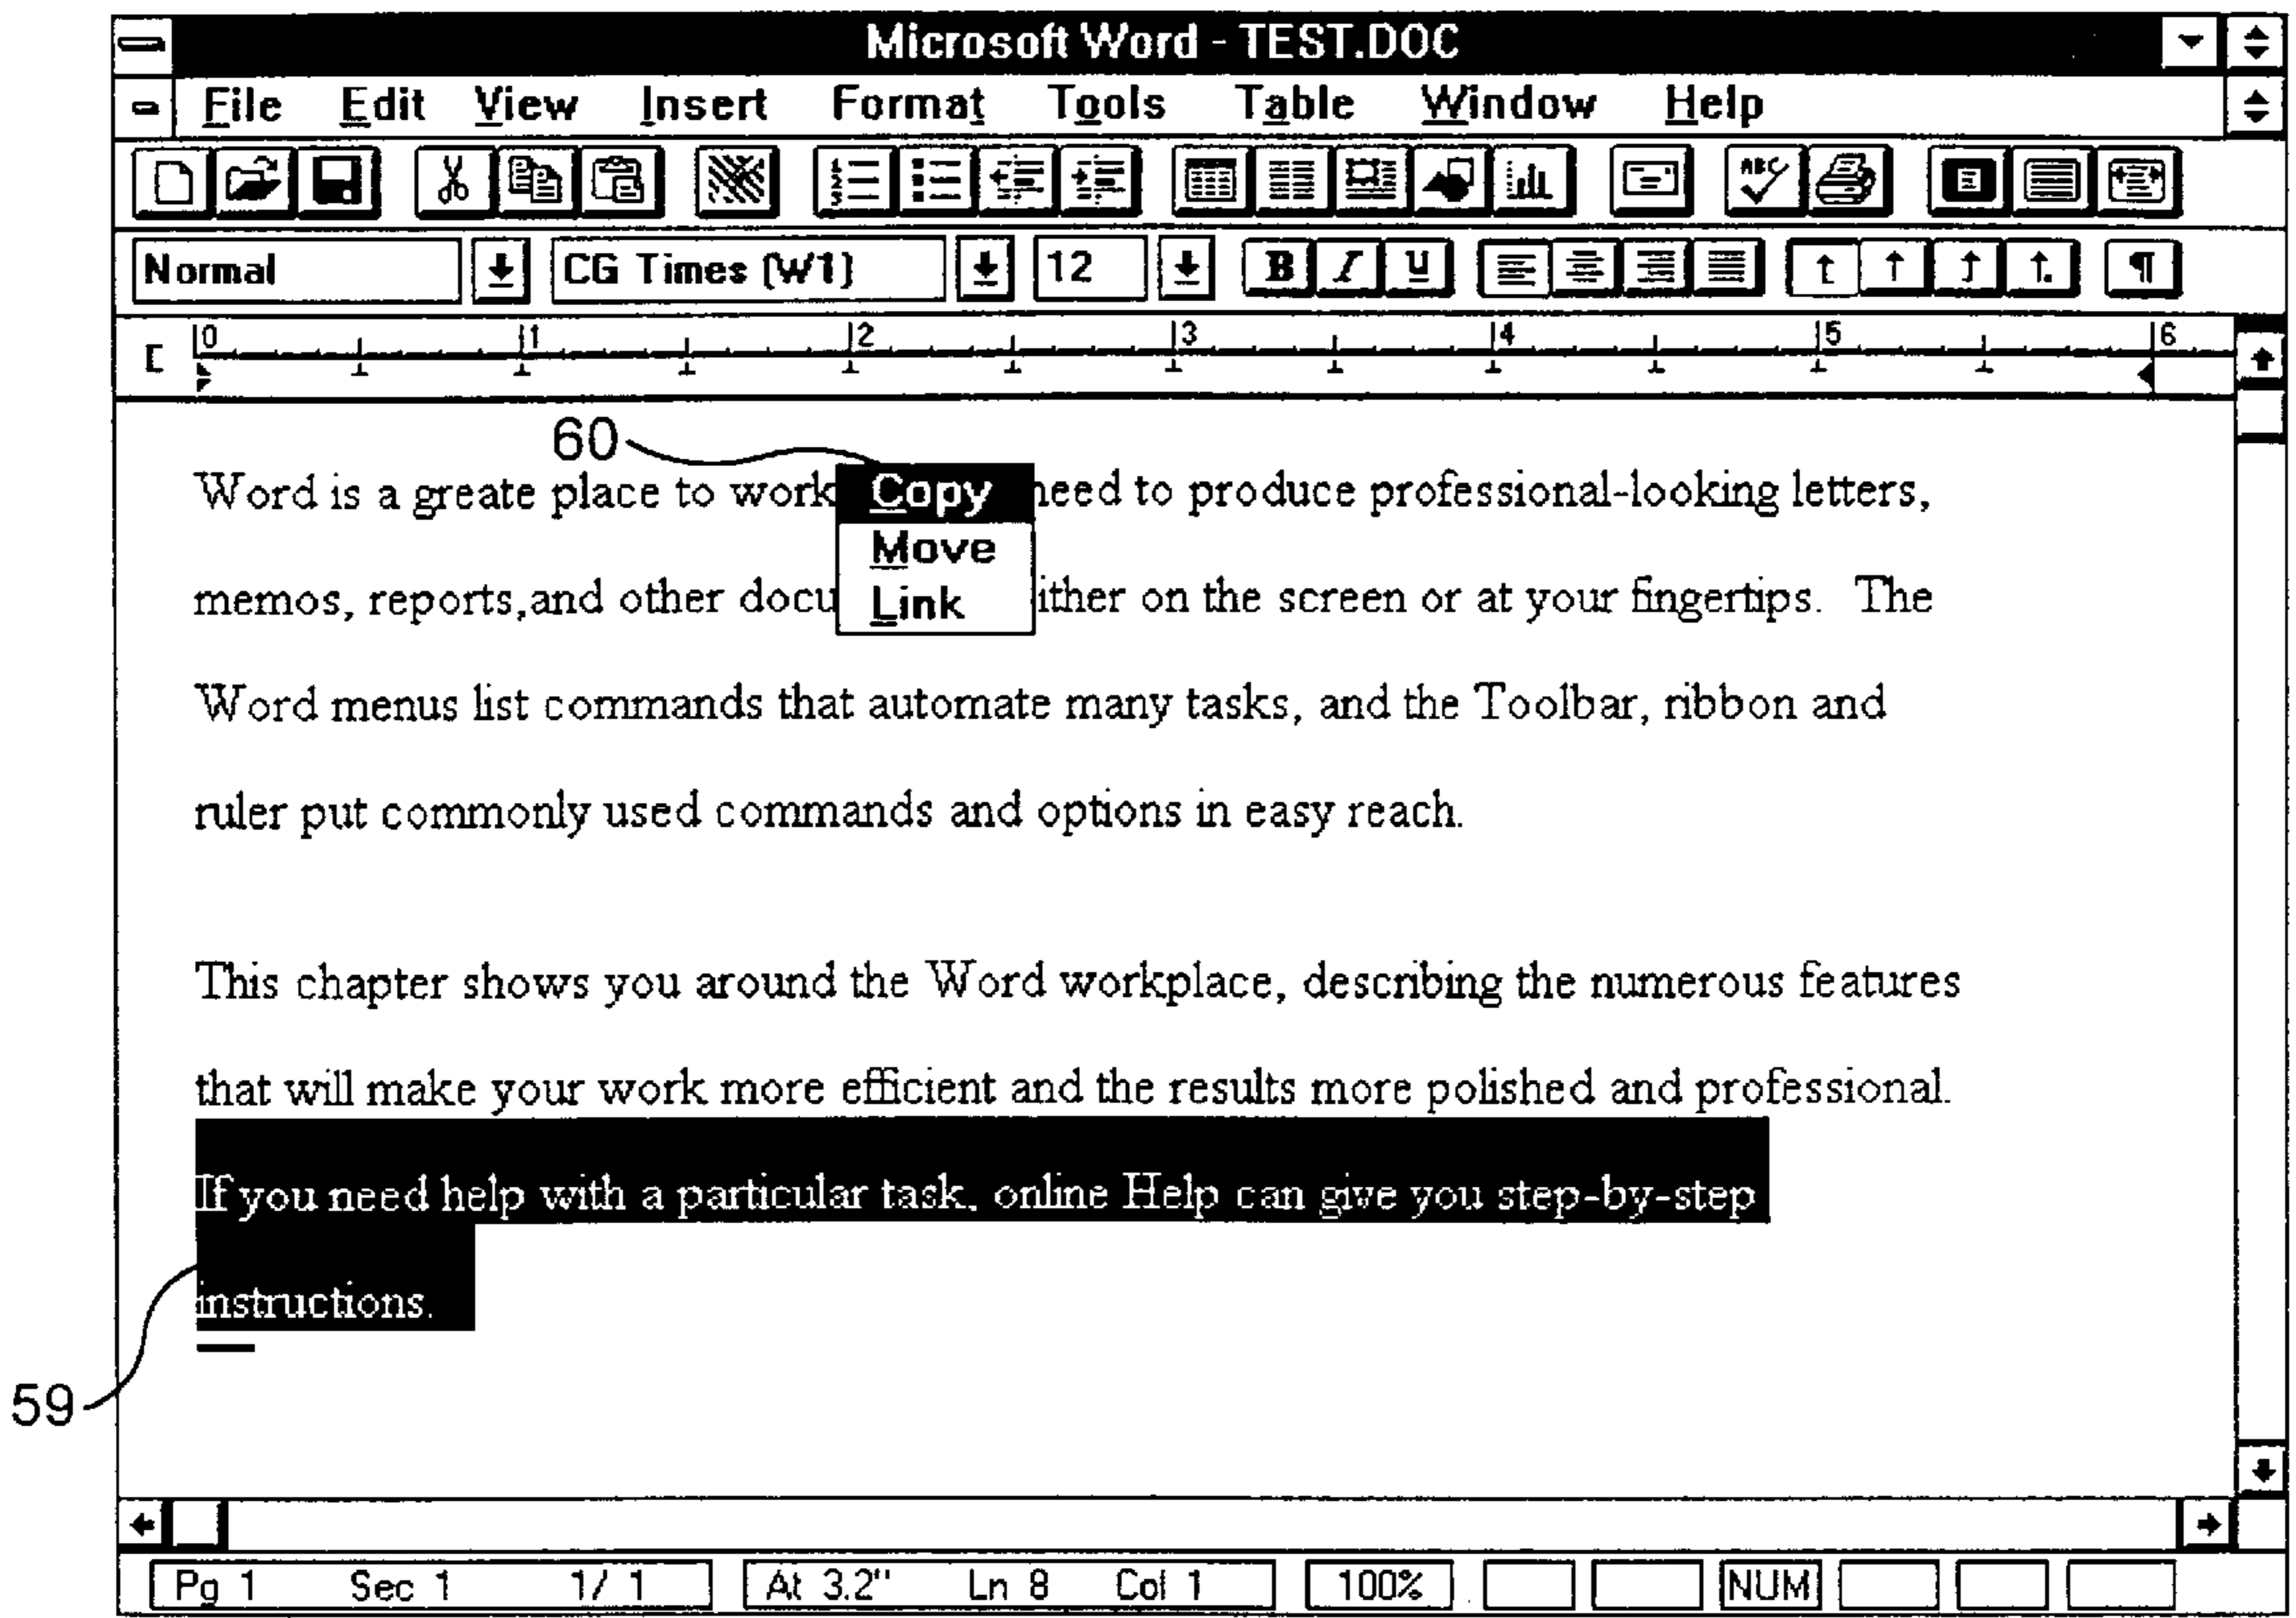 Microsoft Word - TEST.DOC
File Edit View Insert Format Tools Table Window Help
ABC
Normal CG Times (W1) 12 B I U ¶
0 1 2 3 4 5 6
60
Word is a greate place to work Copy need to produce professional-looking letters,
Move
memos, reports,and other docu Link ither on the screen or at your fingertips. The
Word menus list commands that automate many tasks, and the Toolbar, ribbon and
ruler put commonly used commands and options in easy reach.
This chapter shows you around the Word workplace, describing the numerous features
that will make your work more efficient and the results more polished and professional.
If you need help with a particular task, online Help can give you step-by-step
instructions.
59
Pg 1 Sec 1 1/ 1 At 3.2" Ln 8 Col 1 100% NUM